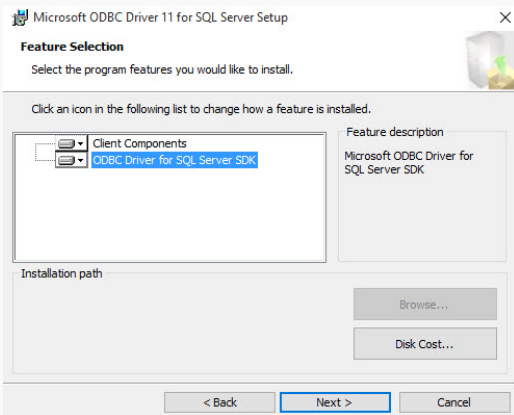 Microsoft ODBC Driver 11 for SQL Server Setup
Feature Selection
Select the program features you would like to install.
Click an icon in the following list to change how a feature is installed.
Client Components
ODBC Driver for SQL Server SDK
Feature description
Microsoft ODBC Driver for
SQL Server SDK
Installation path
Browse...
Disk Cost...
< Back
Next >
Cancel